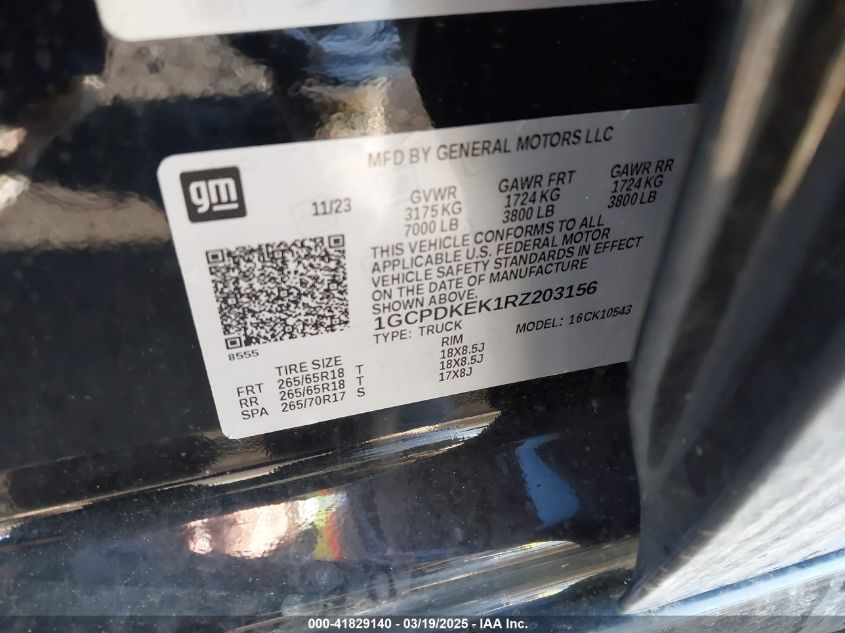 MFD BY GENERAL MOTORS LLC
gm
11/23
GVWR
3175 KG
7000 LB
GAWR FRT
1724 KG
3800 LB
GAWR RR
1724 KG
3800 LB
THIS VEHICLE CONFORMS TO ALL
APPLICABLE U.S. FEDERAL MOTOR
VEHICLE SAFETY STANDARDS IN EFFECT
ON THE DATE OF MANUFACTURE
SHOWN ABOVE.
1GCPDKEK1RZ203156
TYPE: TRUCK
MODEL: 16CK10543
8555
TIRE SIZE
RIM
FRT 265/65R18 T 18X8.5J
RR 265/65R18 T 18X8.5J
SPA 265/70R17 S 17X8J
000-41829140 - 03/19/2025 - IAA Inc.